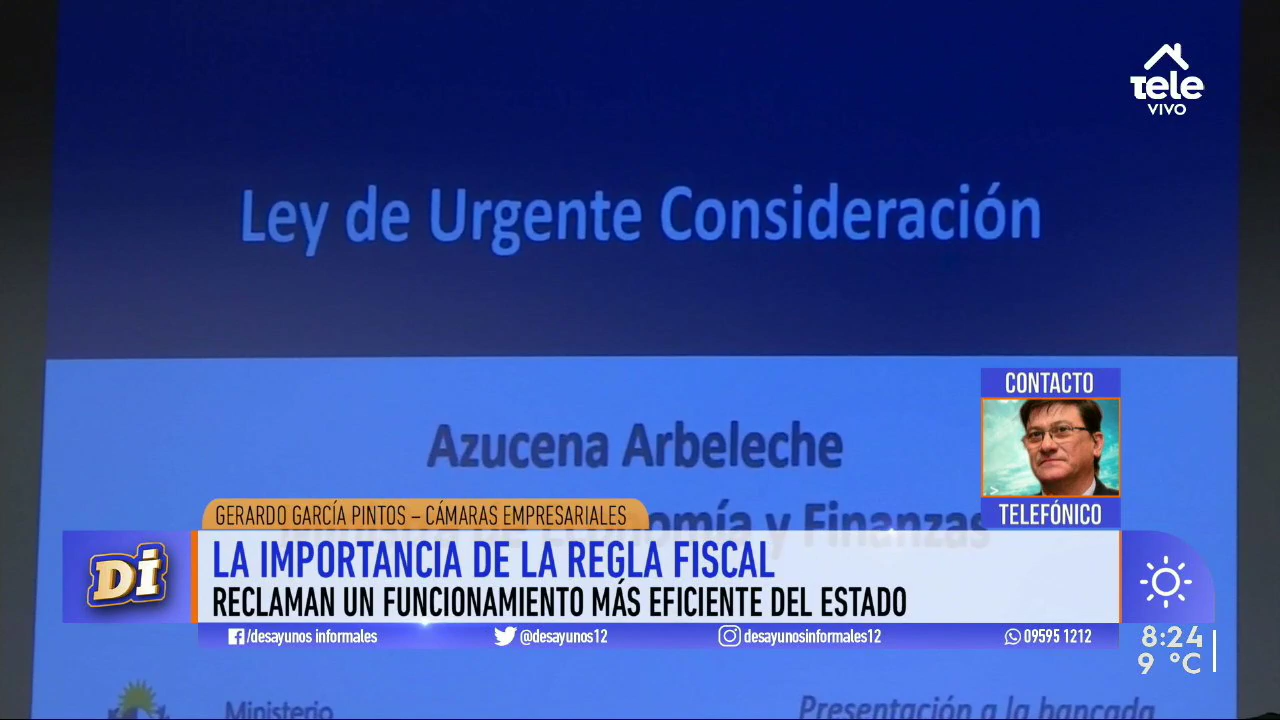 Tele
VIVO
Ley de Urgente Consideración
CONTACTO
TELEFÓNICO
Azucena Arbeleche
Economía y Finanzas
GERARDO GARCÍA PINTOS – CÁMARAS EMPRESARIALES
Di
LA IMPORTANCIA DE LA REGLA FISCAL
RECLAMAN UN FUNCIONAMIENTO MÁS EFICIENTE DEL ESTADO
/desayunos informales
@desayunos12
desayunosinformales12
09595 1212
8:24
9 °C
Ministerio
Presentación a la bancada